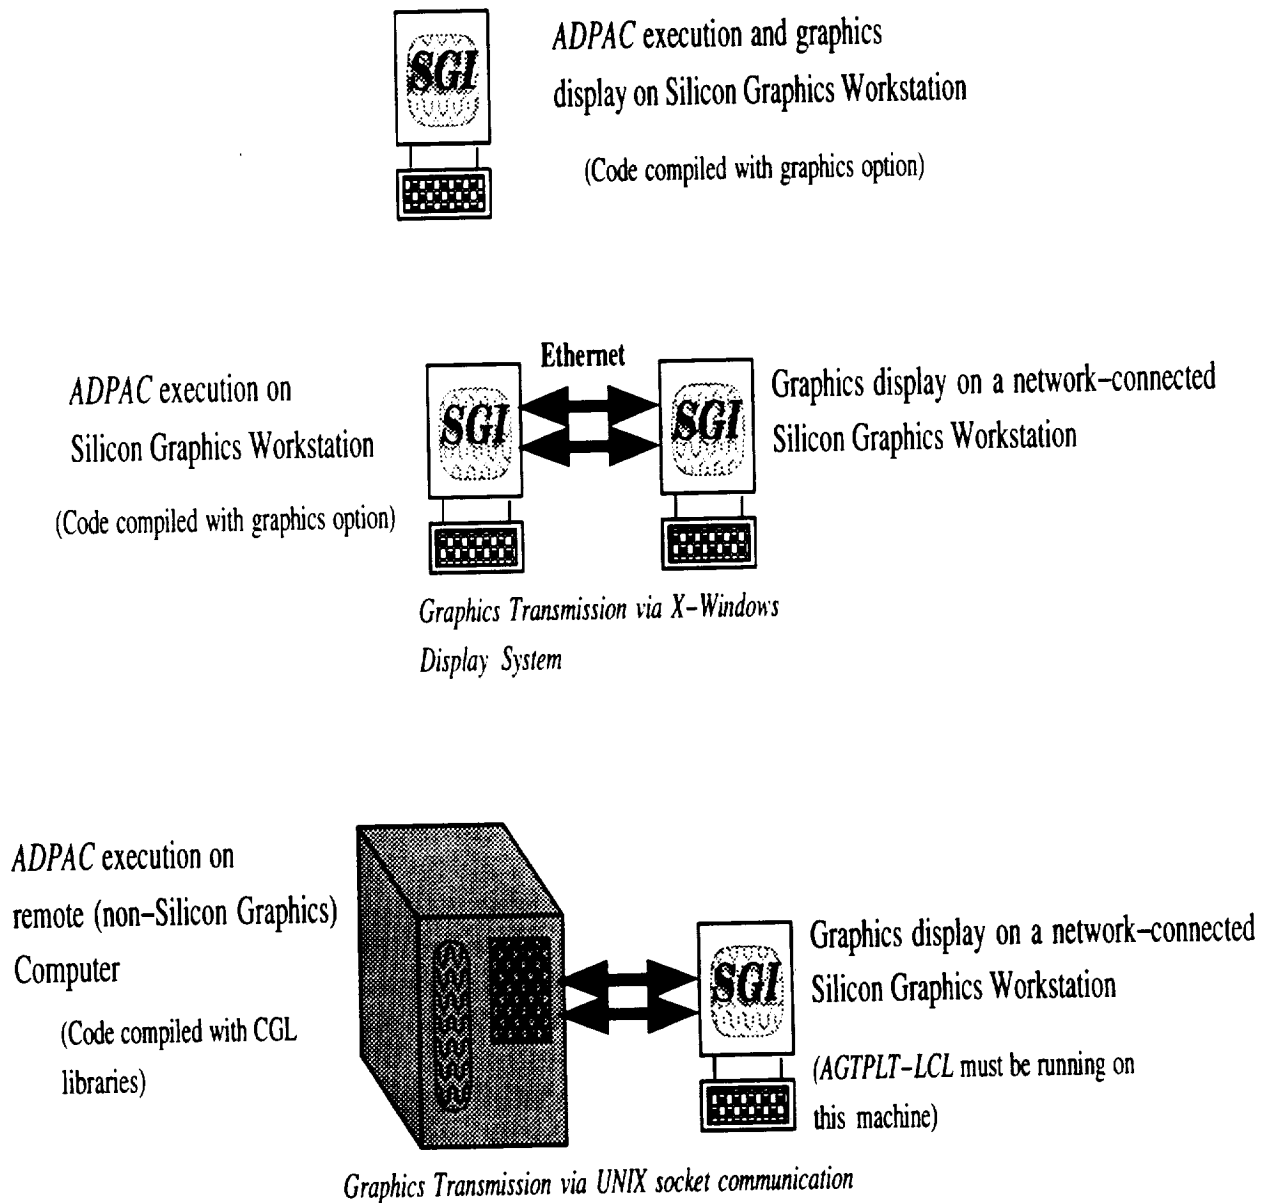 SGI
ADPAC execution and graphics
display on Silicon Graphics Workstation
(Code compiled with graphics option)
Ethernet
ADPAC execution on
Silicon Graphics Workstation
(Code compiled with graphics option)
SGI
SGI
Graphics display on a network-connected
Silicon Graphics Workstation
Graphics Transmission via X-Windows
Display System
ADPAC execution on
remote (non-Silicon Graphics)
Computer
(Code compiled with CGL
libraries)
SGI
Graphics display on a network-connected
Silicon Graphics Workstation
(AGTPLT-LCL must be running on
this machine)
Graphics Transmission via UNIX socket communication